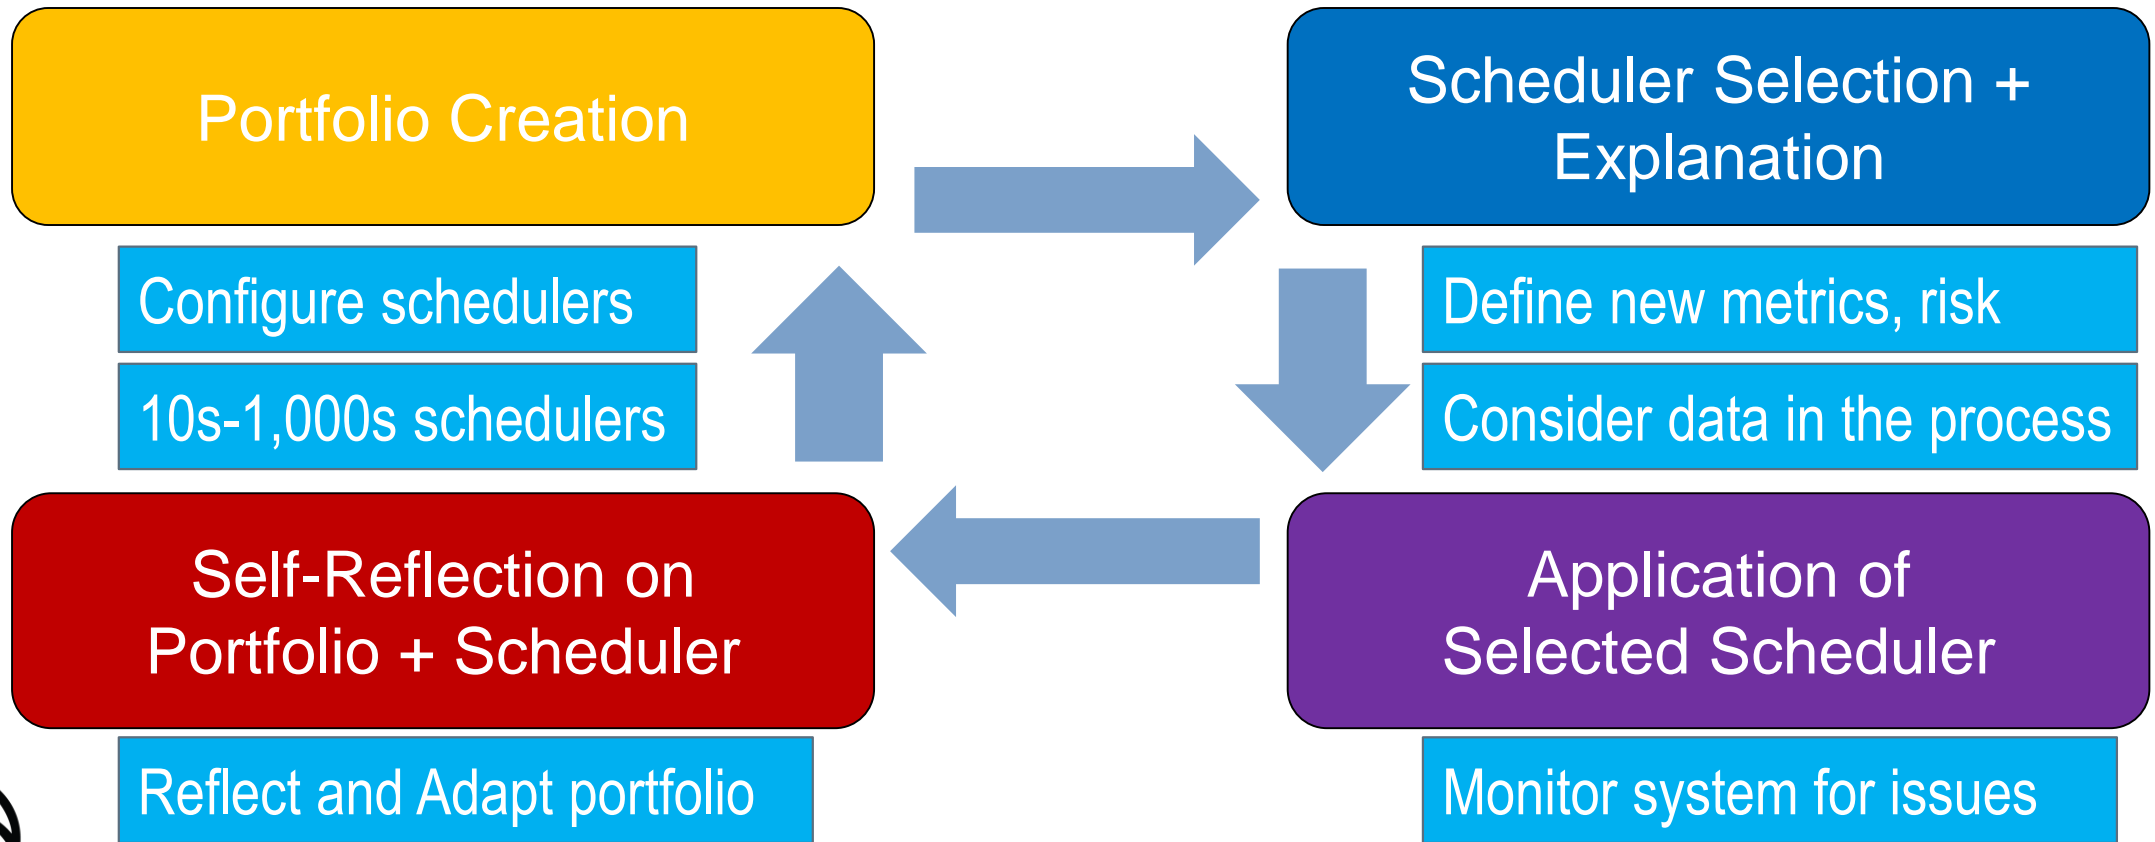 Portfolio Creation
Configure schedulers
10s-1,000s schedulers
Scheduler Selection +
Explanation
Define new metrics, risk
Consider data in the process
Self-Reflection on
Portfolio + Scheduler
Reflect and Adapt portfolio
Application of
Selected Scheduler
Monitor system for issues